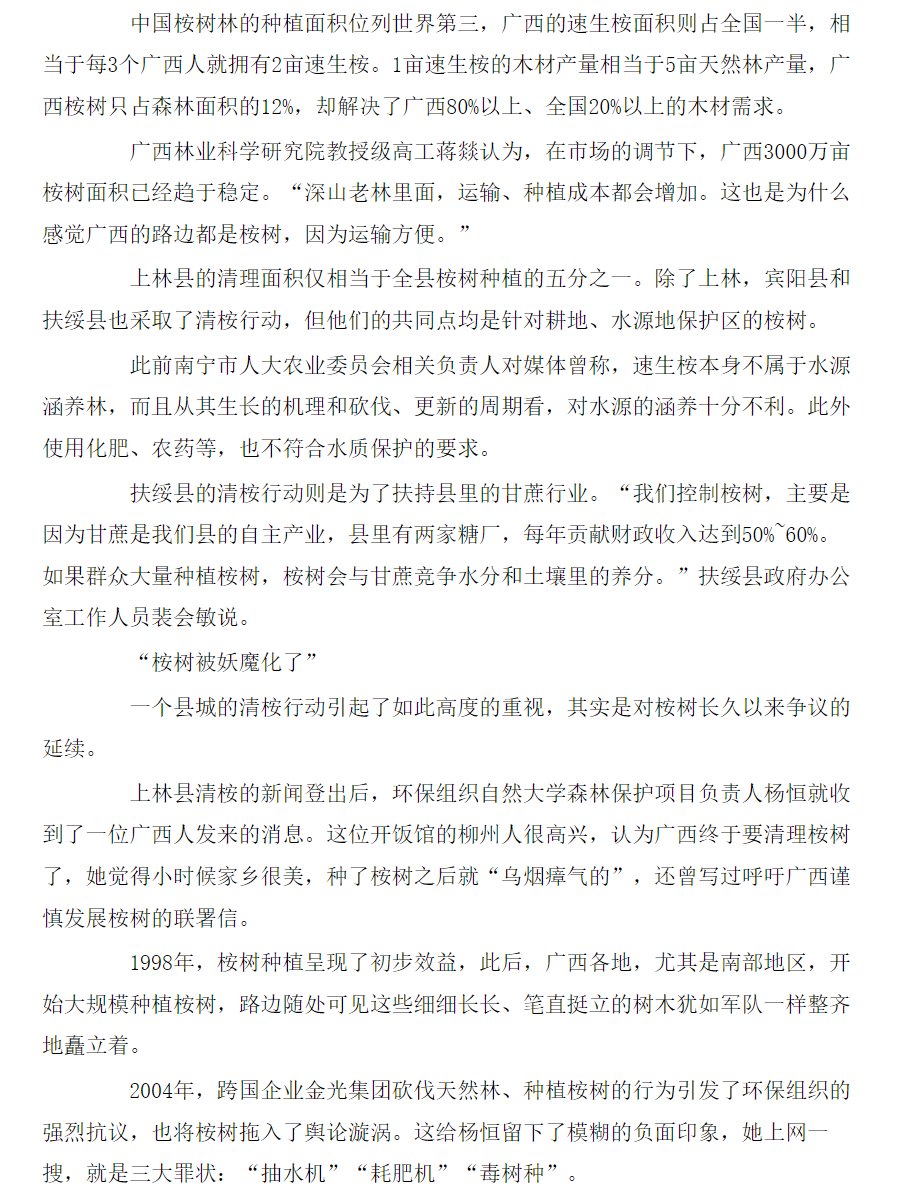 中国桉树林的种植面积位列世界第三，广西的速生桉面积则占全国一半，相
当于每3个广西人就拥有2亩速生桉。1亩速生桉的木材产量相当于5亩天然林产量，广
西桉树只占森林面积的12%，却解决了广西80%以上、全国20%以上的木材需求。
广西林业科学研究院教授级高工蒋燚认为，在市场的调节下，广西3000万亩
桉树面积已经趋于稳定。“深山老林里面，运输、种植成本都会增加。这也是为什么
感觉广西的路边都是桉树，因为运输方便。”
上林县的清理面积仅相当于全县桉树种植的五分之一。除了上林，宾阳县和
扶绥县也采取了清桉行动，但他们的共同点均是针对耕地、水源地保护区的桉树。
此前南宁市人大农业委员会相关负责人对媒体曾称，速生桉本身不属于水源
涵养林，而且从其生长的机理和砍伐、更新的周期看，对水源的涵养十分不利。此外
使用化肥、农药等，也不符合水质保护的要求。
扶绥县的清桉行动则是为了扶持县里的甘蔗行业。“我们控制桉树，主要是
因为甘蔗是我们县的自主产业，县里有两家糖厂，每年贡献财政收入达到50%~60%。
如果群众大量种植桉树，桉树会与甘蔗竞争水分和土壤里的养分。”扶绥县政府办公
室工作人员裴会敏说。
“桉树被妖魔化了”
一个县城的清桉行动引起了如此高度的重视，其实是对桉树长久以来争议的
延续。
上林县清桉的新闻登出后，环保组织自然大学森林保护项目负责人杨恒就收
到了一位广西人发来的消息。这位开饭馆的柳州人很高兴，认为广西终于要清理桉树
了，她觉得小时候家乡很美，种了桉树之后就“乌烟瘴气的”，还曾写过呼吁广西谨
慎发展桉树的联署信。
1998年，桉树种植呈现了初步效益，此后，广西各地，尤其是南部地区，开
始大规模种植桉树，路边随处可见这些细细长长、笔直挺立的树木犹如军队一样整齐
地矗立着。
2004年，跨国企业金光集团砍伐天然林、种植桉树的行为引发了环保组织的
强烈抗议，也将桉树拖入了舆论漩涡。这给杨恒留下了模糊的负面印象，她上网一
搜，就是三大罪状：“抽水机”“耗肥机”“毒树种”。